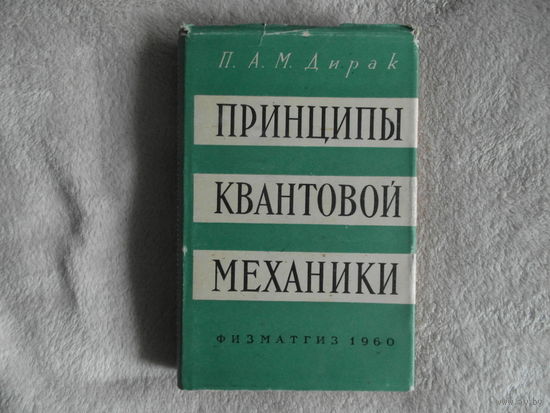 П. А. М. Дирак
ПРИНЦИПЫ
КВАНТОВОЙ
МЕХАНИКИ
ФИЗМАТГИЗ 1960